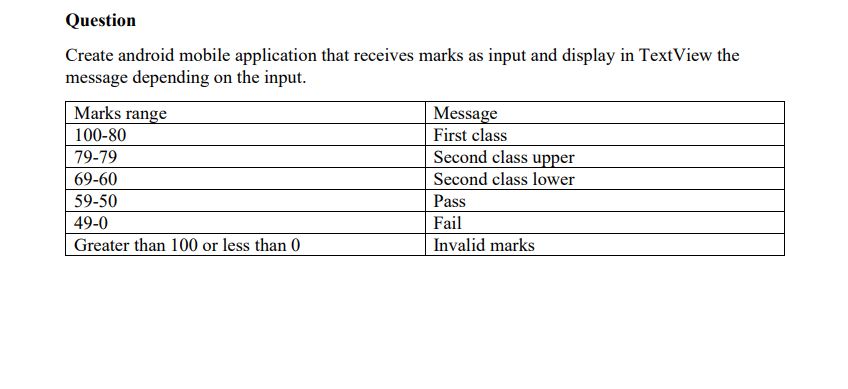 Question
Create android mobile application that receives marks as input and display in TextView the
message depending on the input.
Marks range Message
100-80 First class
79-79 Second class upper
69-60 Second class lower
59-50 Pass
49-0 Fail
Greater than 100 or less than 0 Invalid marks